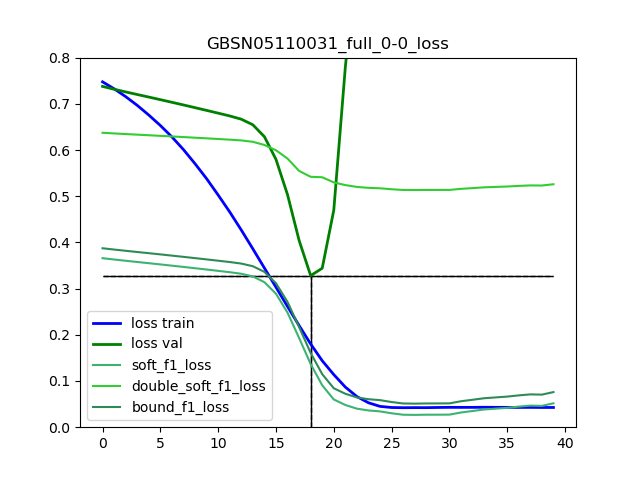 GBSN05110031_full_0-0_loss
0.8
0.7
0.6
0.5
0.4
0.3
0.2
0.1
0.0
loss train
loss val
soft_f1_loss
double_soft_f1_loss
bound_f1_loss
0 5 10 15 20 25 30 35 40